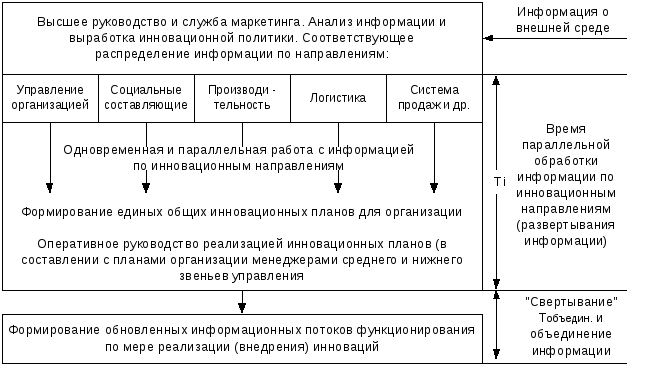 Высшее руководство и служба маркетинга. Анализ информации и
выработка инновационной политики. Соответствующее
распределение информации по направлениям:
Информация о
внешней среде
Управление
организацией
Социальные
составляющие
Производи -
тельность
Логистика
Система
продаж и др.
Одновременная и параллельная работа с информацией
по инновационным направлениям
Формирование единых общих инновационных планов для организации
Оперативное руководство реализацией инновационных планов (в
составлении с планами организации менеджерами среднего и нижнего
звеньев управления
Ti
Время
параллельной
обработки
информации по
инновационным
направлениям
(развертывания
информации)
Формирование обновленных информационных потоков функционирования
по мере реализации (внедрения) инноваций
"Свертывание"
Тобъедин. и
объединение
информации